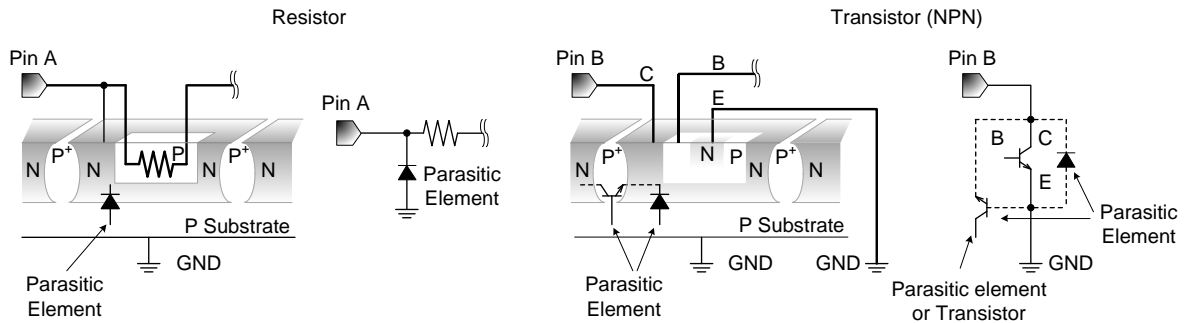 Resistor
Transistor (NPN)
Pin A
Pin A
Pin B
C
B
E
Pin B
N
P+
N
P
N
P+
N
Parasitic
Element
P Substrate
GND
Parasitic
Element
N
P+
N
N
P
N
P+
N
P Substrate
GND
GND
Parasitic
Element
B
C
E
Parasitic
Element
GND
Parasitic element
or Transistor